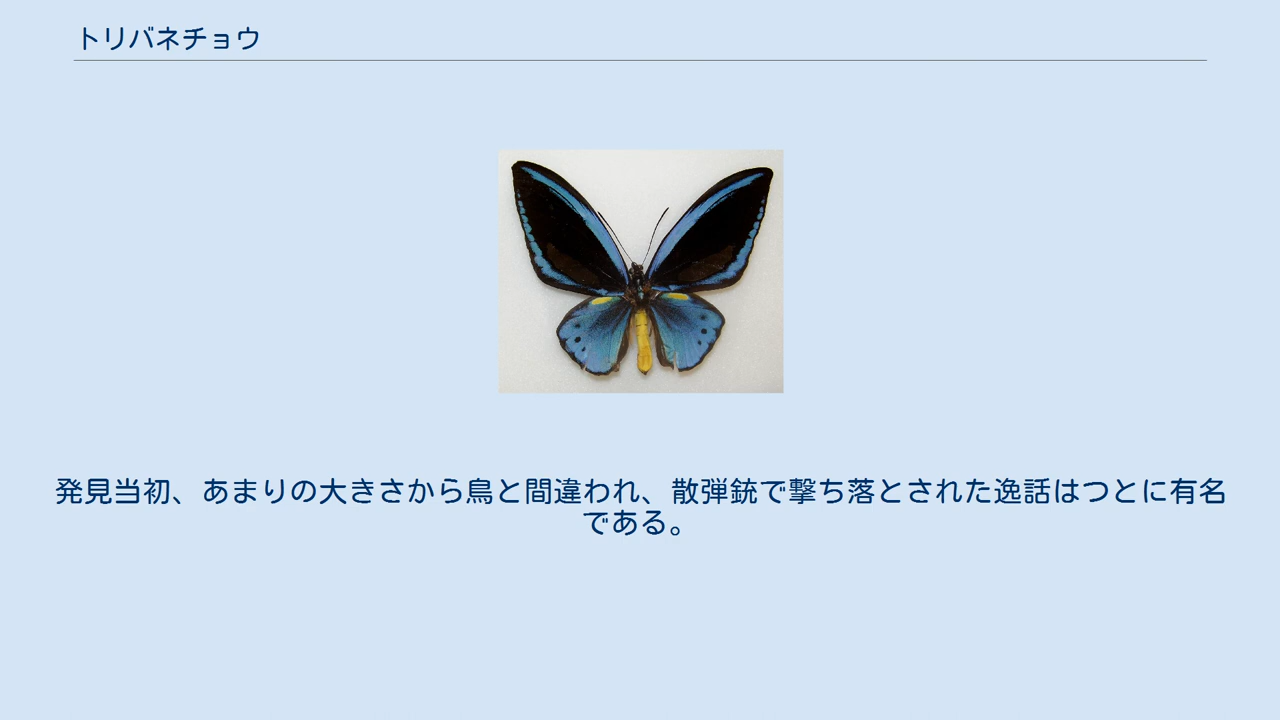 トリバネチョウ
発見当初、あまりの大きさから鳥と間違われ、散弾銃で撃ち落とされた逸話はつとに有名
である。